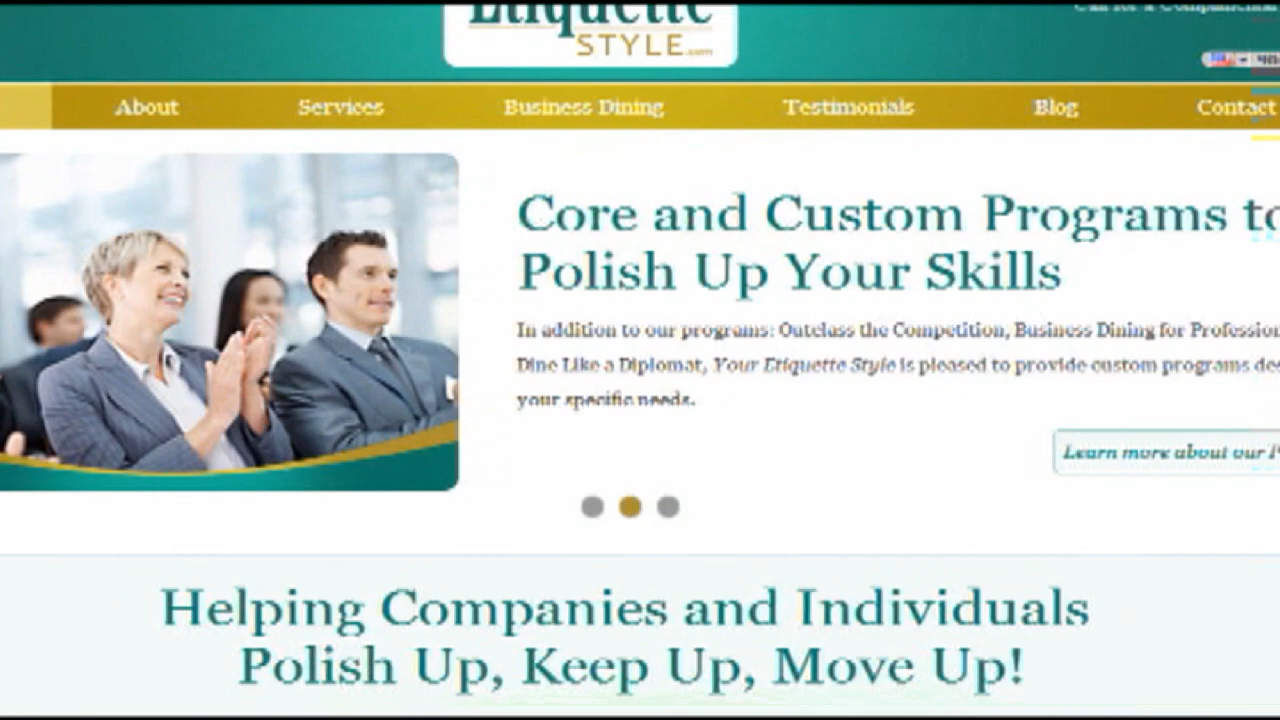 Etiquette
STYLE.com
About Services Business Dining Testimonials Blog Contact
Core and Custom Programs to
Polish Up Your Skills
In addition to our programs: Outclass the Competition, Business Dining for
Dine Like a Diplomat, Your Etiquette Style is pleased to provide custom programs
your specific needs.
Learn more about our
Helping Companies and Individuals
Polish Up, Keep Up, Move Up!